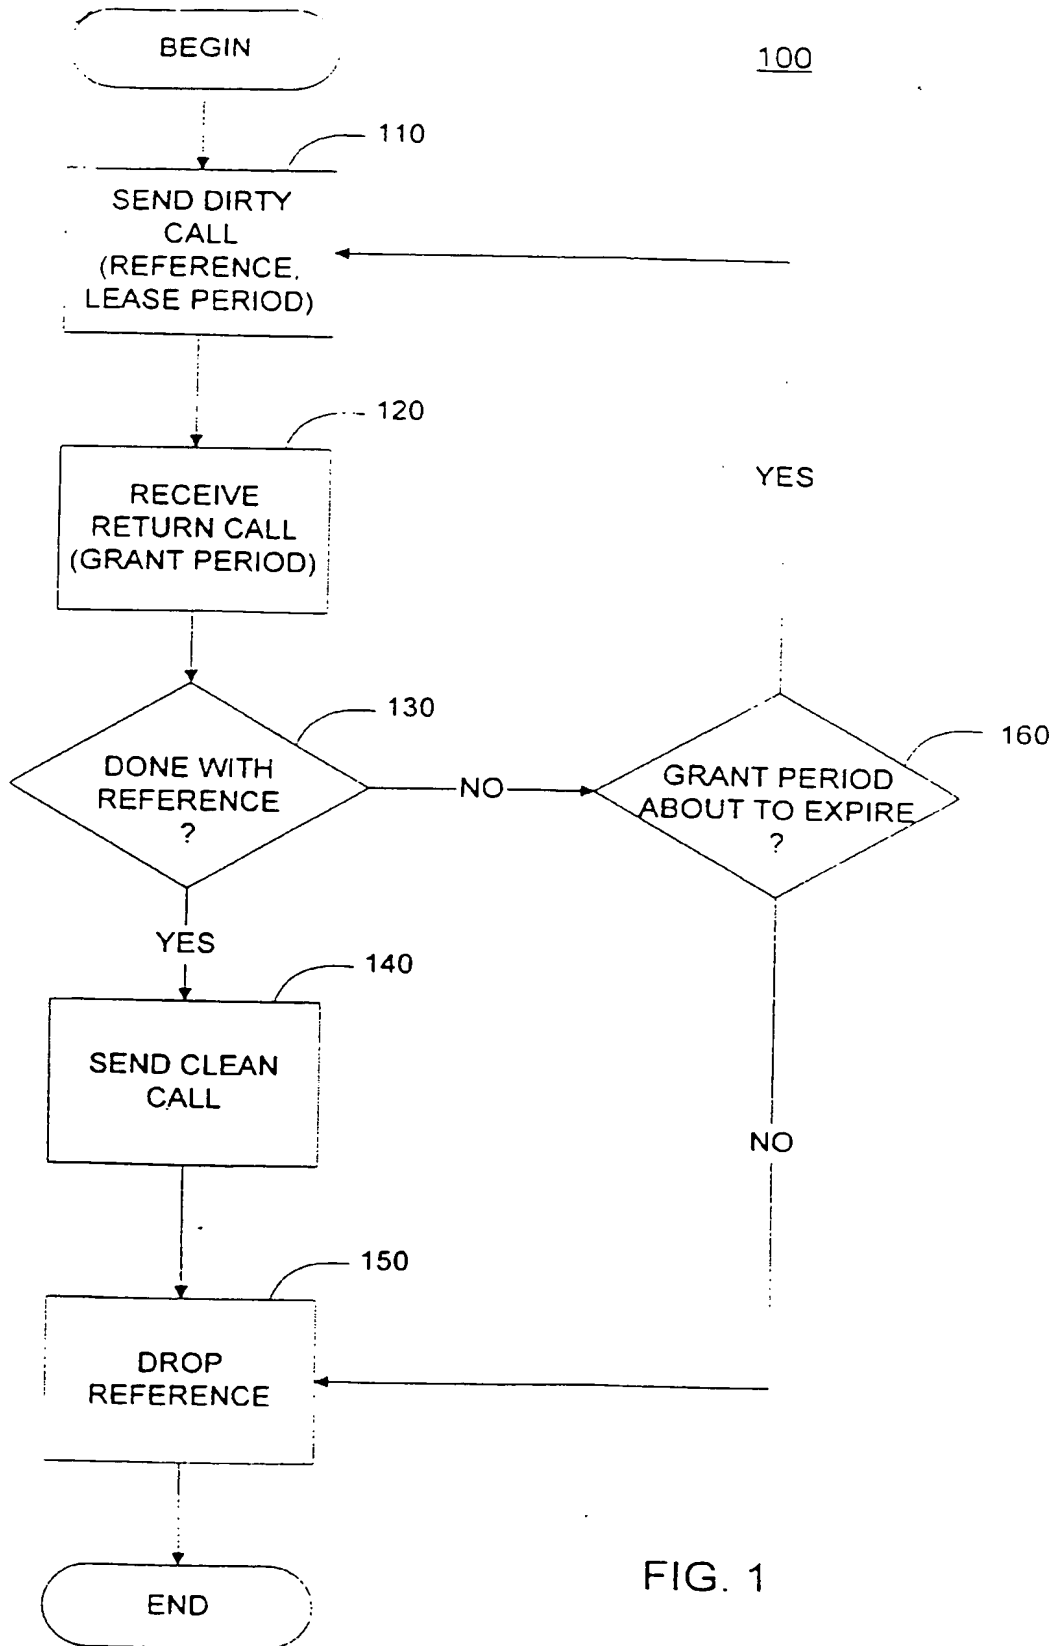 BEGIN
100
110
SEND DIRTY
CALL
(REFERENCE,
LEASE PERIOD)
120
RECEIVE
RETURN CALL
(GRANT PERIOD)
YES
130
DONE WITH
REFERENCE
?
NO
160
GRANT PERIOD
ABOUT TO EXPIRE
?
YES
140
SEND CLEAN
CALL
NO
150
DROP
REFERENCE
END
FIG. 1